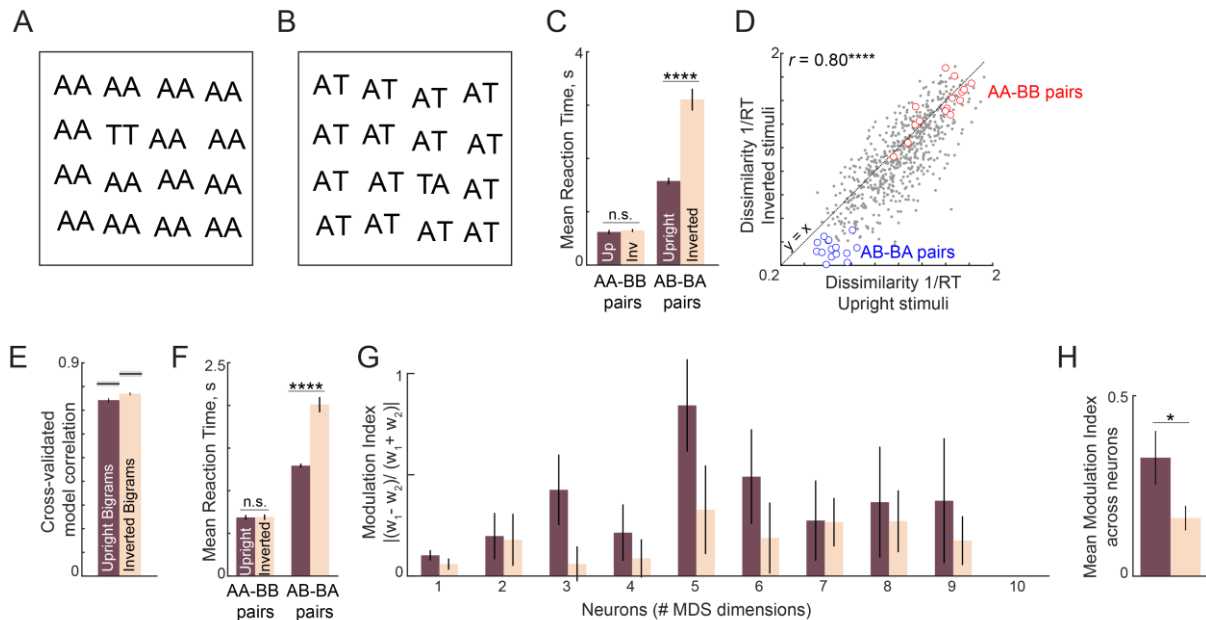 A
AA AA AA AA
AA TT AA AA
AA AA AA AA
AA AA AA AA
B
AT AT AT AT
AT AT AT AT
AT AT TA AT
AT AT AT AT
C
Mean Reaction Time, s
4
0
n.s.
****
Up
Inv
Upright
Inverted
AA-BB
pairs
AB-BA
pairs
D
r = 0.80****
AA-BB pairs
AB-BA pairs
y = x
Dissimilarity 1/RT
Inverted stimuli
2
0.2
2
Dissimilarity 1/RT
Upright stimuli
E
Cross-validated
model correlation
0.9
0
Upright Bigrams
Inverted Bigrams
F
Mean Reaction Time, s
2.5
0
n.s.
****
Upright
Inverted
AA-BB
pairs
AB-BA
pairs
G
Modulation Index
|(w1 - w2)/ (w1 + w2)|
1
0
1 2 3 4 5 6 7 8 9 10
Neurons (# MDS dimensions)
H
Mean Modulation Index
across neurons
0.5
0
*